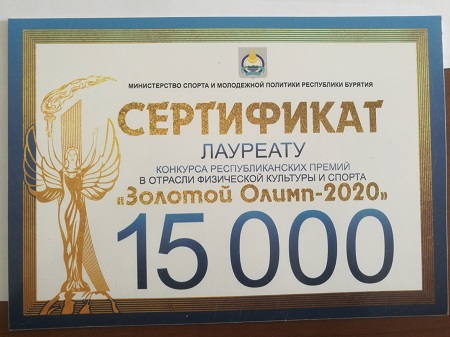 МИНИСТЕРСТВО СПОРТА И МОЛОДЕЖНОЙ ПОЛИТИКИ РЕСПУБЛИКИ БУРЯТИЯ
СЕРТИФИКАТ
ЛАУРЕАТУ
КОНКУРСА РЕСПУБЛИКАНСКИХ ПРЕМИЙ
В ОТРАСЛИ ФИЗИЧЕСКОЙ КУЛЬТУРЫ И СПОРТА
«ЗОЛОТОЙ ОЛИМП-2020»
15 000